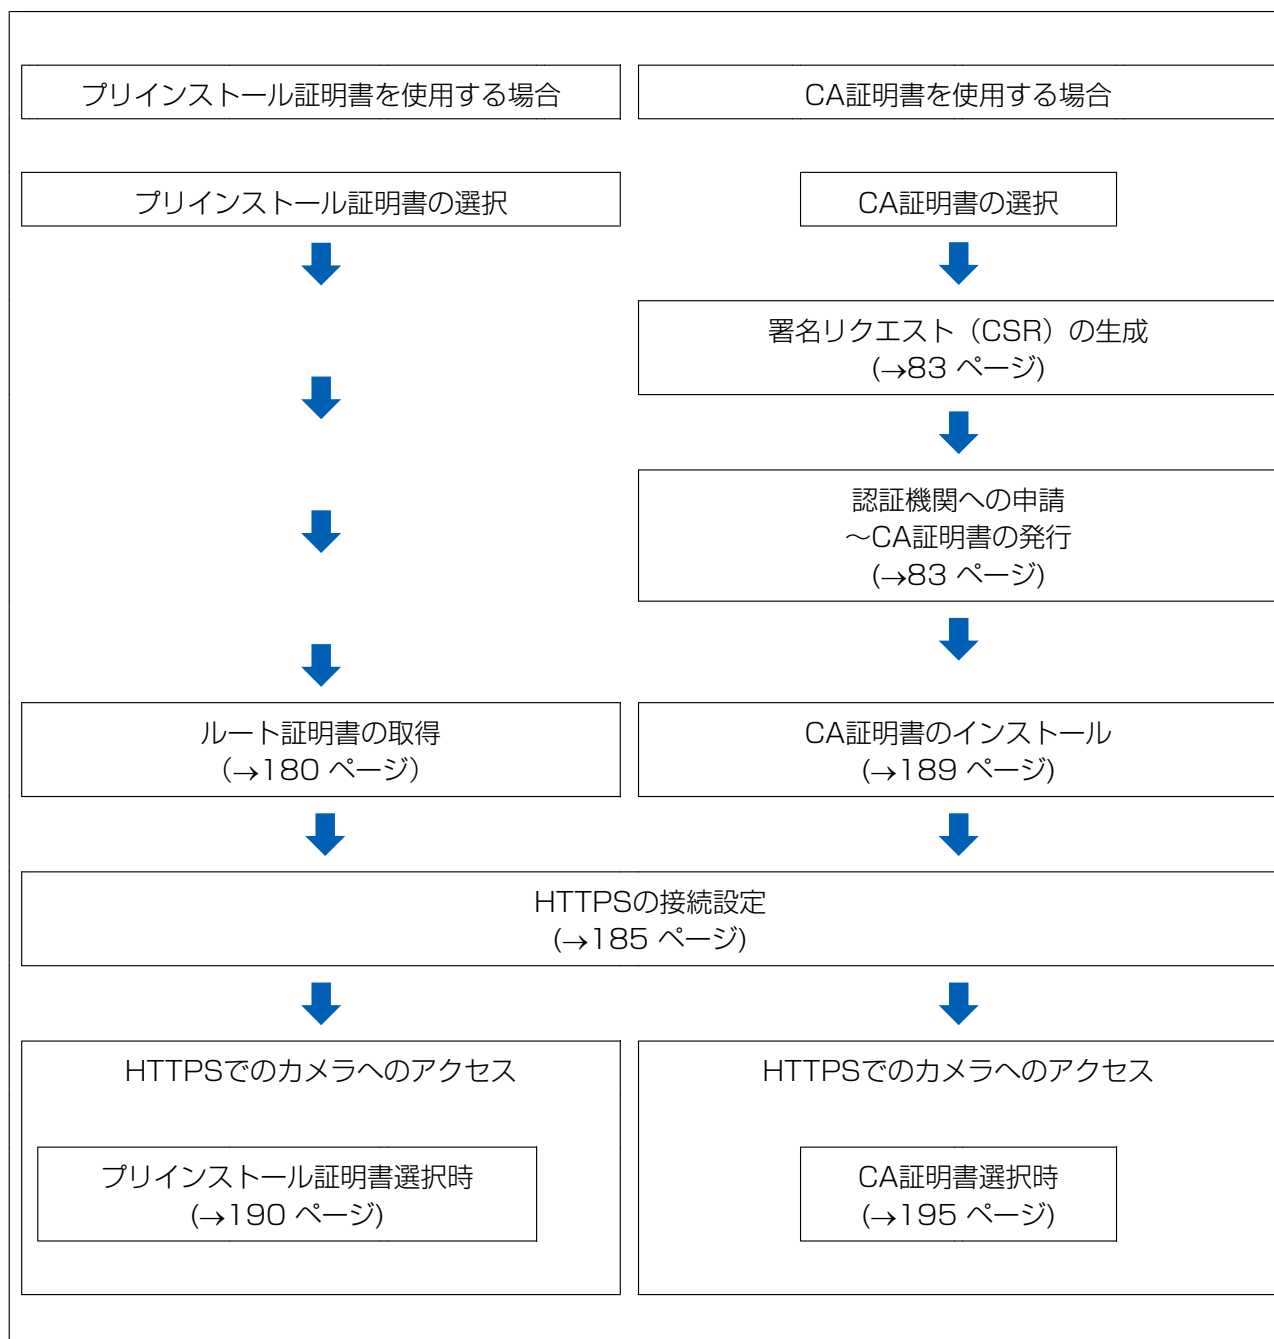 プリインストール証明書を使用する場合
CA証明書を使用する場合
プリインストール証明書の選択
CA証明書の選択
署名リクエスト（CSR）の生成
(→83 ページ)
認証機関への申請
～CA証明書の発行
(→83 ページ)
ルート証明書の取得
（→180 ページ）
CA証明書のインストール
(→189 ページ)
HTTPSの接続設定
(→185 ページ)
HTTPSでのカメラへのアクセス
プリインストール証明書選択時
(→190 ページ)
HTTPSでのカメラへのアクセス
CA証明書選択時
(→195 ページ)